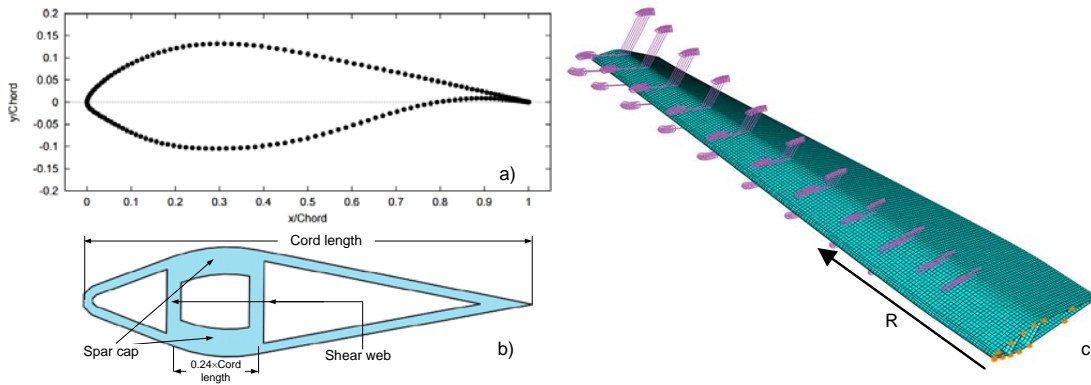 0.2
0.15
0.1
0.05
0
-0.05
-0.1
-0.15
-0.2
y/Chord
0 0.1 0.2 0.3 0.4 0.5 0.6 0.7 0.8 0.9 1
x/Chord
a)
Cord length
Spar cap
0.24×Cord
length
Shear web
b)
R
c